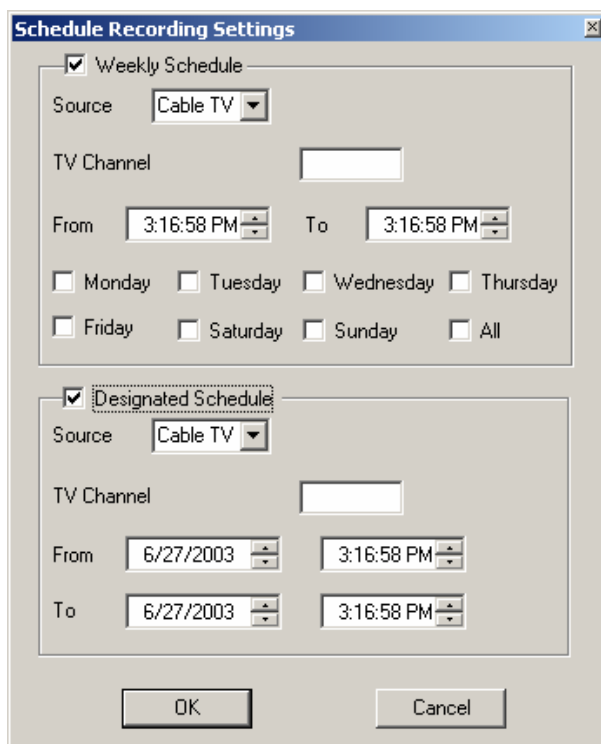 Schedule Recording Settings
Weekly Schedule
Source Cable TV
TV Channel
From 3:16:58 PM To 3:16:58 PM
Monday Tuesday Wednesday Thursday
Friday Saturday Sunday All
Designated Schedule
Source Cable TV
TV Channel
From 6/27/2003 3:16:58 PM
To 6/27/2003 3:16:58 PM
OK Cancel